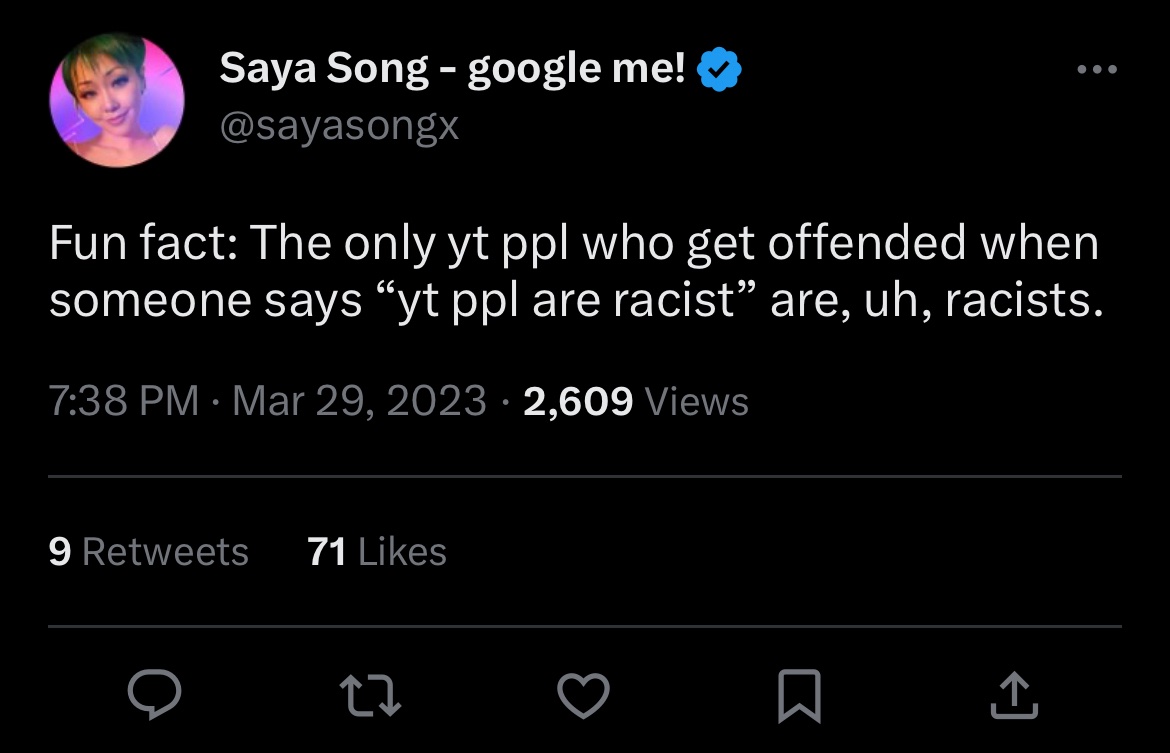 Saya Song - google me!
@sayasongx
Fun fact: The only yt ppl who get offended when
someone says “yt ppl are racist” are, uh, racists.
7:38 PM · Mar 29, 2023 · 2,609 Views
9 Retweets 71 Likes